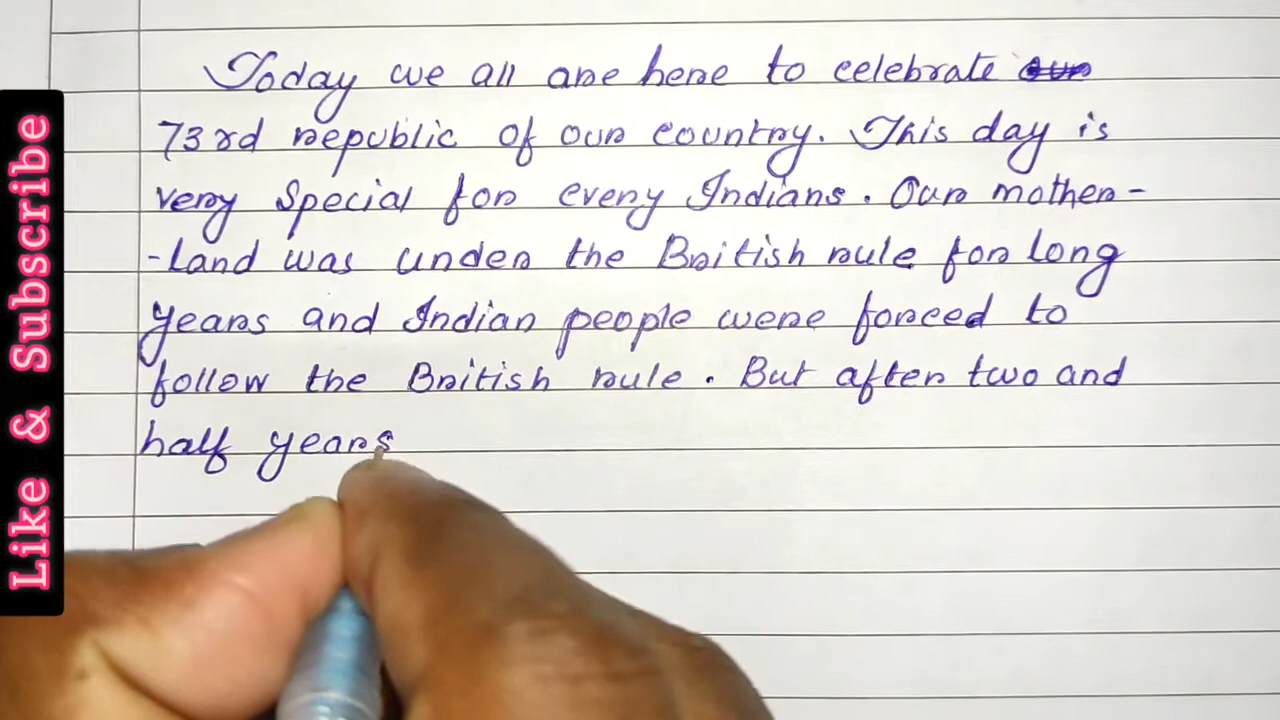 Today we all are here to celebrate our
73rd republic of our country. This day is
very Special for every Indians. Our mother-
-land was under the British rule for long
years and Indian people were forced to
follow the British rule. But after two and
half years
Like & Subscribe